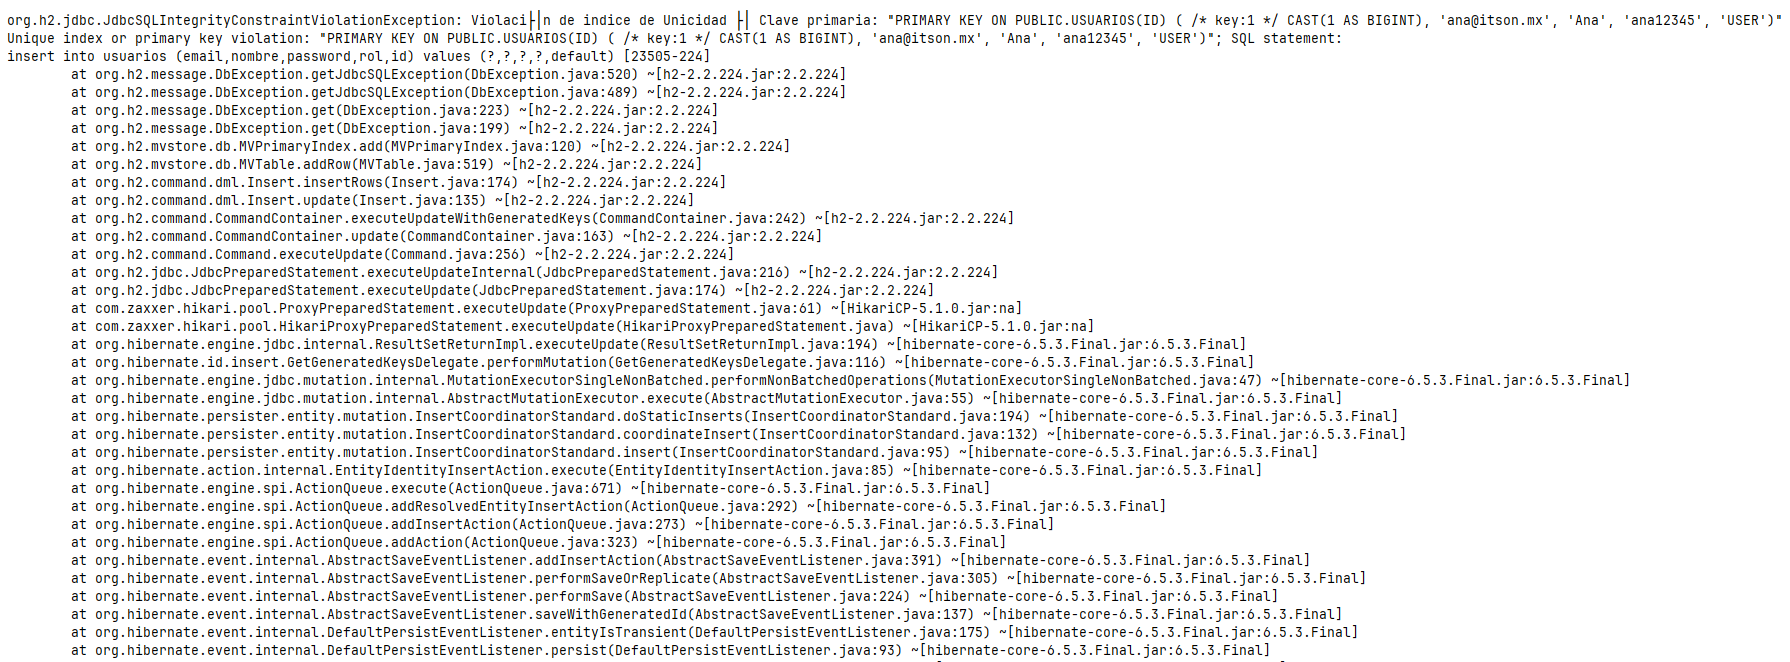 org.h2.jdbc.JdbcSQLIntegrityConstraintViolationException: Violaci├│n de indice de Unicidad ├│ Clave primaria: "PRIMARY KEY ON PUBLIC.USUARIOS(ID) ( /* key:1 */ CAST(1 AS BIGINT), 'ana@itson.mx', 'Ana', 'ana12345', 'USER')"
Unique index or primary key violation: "PRIMARY KEY ON PUBLIC.USUARIOS(ID) ( /* key:1 */ CAST(1 AS BIGINT), 'ana@itson.mx', 'Ana', 'ana12345', 'USER')"; SQL statement:
insert into usuarios (email,nombre,password,rol,id) values (?,?,?,?,default) [23505-224]
	at org.h2.message.DbException.getJdbcSQLException(DbException.java:520) ~[h2-2.2.224.jar:2.2.224]
	at org.h2.message.DbException.getJdbcSQLException(DbException.java:489) ~[h2-2.2.224.jar:2.2.224]
	at org.h2.message.DbException.get(DbException.java:223) ~[h2-2.2.224.jar:2.2.224]
	at org.h2.message.DbException.get(DbException.java:199) ~[h2-2.2.224.jar:2.2.224]
	at org.h2.mvstore.db.MVPrimaryIndex.add(MVPrimaryIndex.java:120) ~[h2-2.2.224.jar:2.2.224]
	at org.h2.mvstore.db.MVTable.addRow(MVTable.java:519) ~[h2-2.2.224.jar:2.2.224]
	at org.h2.command.dml.Insert.insertRows(Insert.java:174) ~[h2-2.2.224.jar:2.2.224]
	at org.h2.command.dml.Insert.update(Insert.java:135) ~[h2-2.2.224.jar:2.2.224]
	at org.h2.command.CommandContainer.executeUpdateWithGeneratedKeys(CommandContainer.java:242) ~[h2-2.2.224.jar:2.2.224]
	at org.h2.command.CommandContainer.update(CommandContainer.java:163) ~[h2-2.2.224.jar:2.2.224]
	at org.h2.command.Command.executeUpdate(Command.java:256) ~[h2-2.2.224.jar:2.2.224]
	at org.h2.jdbc.JdbcPreparedStatement.executeUpdateInternal(JdbcPreparedStatement.java:216) ~[h2-2.2.224.jar:2.2.224]
	at org.h2.jdbc.JdbcPreparedStatement.executeUpdate(JdbcPreparedStatement.java:174) ~[h2-2.2.224.jar:2.2.224]
	at com.zaxxer.hikari.pool.ProxyPreparedStatement.executeUpdate(ProxyPreparedStatement.java:61) ~[HikariCP-5.1.0.jar:na]
	at com.zaxxer.hikari.pool.HikariProxyPreparedStatement.executeUpdate(HikariProxyPreparedStatement.java) ~[HikariCP-5.1.0.jar:na]
	at org.hibernate.engine.jdbc.internal.ResultSetReturnImpl.executeUpdate(ResultSetReturnImpl.java:194) ~[hibernate-core-6.5.3.Final.jar:6.5.3.Final]
	at org.hibernate.id.insert.GetGeneratedKeysDelegate.performMutation(GetGeneratedKeysDelegate.java:116) ~[hibernate-core-6.5.3.Final.jar:6.5.3.Final]
	at org.hibernate.engine.jdbc.mutation.internal.MutationExecutorSingleNonBatched.performNonBatchedOperations(MutationExecutorSingleNonBatched.java:47) ~[hibernate-core-6.5.3.Final.jar:6.5.3.Final]
	at org.hibernate.engine.jdbc.mutation.internal.AbstractMutationExecutor.execute(AbstractMutationExecutor.java:55) ~[hibernate-core-6.5.3.Final.jar:6.5.3.Final]
	at org.hibernate.persister.entity.mutation.InsertCoordinatorStandard.doStaticInserts(InsertCoordinatorStandard.java:194) ~[hibernate-core-6.5.3.Final.jar:6.5.3.Final]
	at org.hibernate.persister.entity.mutation.InsertCoordinatorStandard.coordinateInsert(InsertCoordinatorStandard.java:132) ~[hibernate-core-6.5.3.Final.jar:6.5.3.Final]
	at org.hibernate.persister.entity.mutation.InsertCoordinatorStandard.insert(InsertCoordinatorStandard.java:95) ~[hibernate-core-6.5.3.Final.jar:6.5.3.Final]
	at org.hibernate.action.internal.EntityIdentityInsertAction.execute(EntityIdentityInsertAction.java:85) ~[hibernate-core-6.5.3.Final.jar:6.5.3.Final]
	at org.hibernate.engine.spi.ActionQueue.execute(ActionQueue.java:671) ~[hibernate-core-6.5.3.Final.jar:6.5.3.Final]
	at org.hibernate.engine.spi.ActionQueue.addResolvedEntityInsertAction(ActionQueue.java:292) ~[hibernate-core-6.5.3.Final.jar:6.5.3.Final]
	at org.hibernate.engine.spi.ActionQueue.addInsertAction(ActionQueue.java:273) ~[hibernate-core-6.5.3.Final.jar:6.5.3.Final]
	at org.hibernate.engine.spi.ActionQueue.addAction(ActionQueue.java:323) ~[hibernate-core-6.5.3.Final.jar:6.5.3.Final]
	at org.hibernate.event.internal.AbstractSaveEventListener.addInsertAction(AbstractSaveEventListener.java:391) ~[hibernate-core-6.5.3.Final.jar:6.5.3.Final]
	at org.hibernate.event.internal.AbstractSaveEventListener.performSaveOrReplicate(AbstractSaveEventListener.java:305) ~[hibernate-core-6.5.3.Final.jar:6.5.3.Final]
	at org.hibernate.event.internal.AbstractSaveEventListener.performSave(AbstractSaveEventListener.java:224) ~[hibernate-core-6.5.3.Final.jar:6.5.3.Final]
	at org.hibernate.event.internal.AbstractSaveEventListener.saveWithGeneratedId(AbstractSaveEventListener.java:137) ~[hibernate-core-6.5.3.Final.jar:6.5.3.Final]
	at org.hibernate.event.internal.DefaultPersistEventListener.entityIsTransient(DefaultPersistEventListener.java:175) ~[hibernate-core-6.5.3.Final.jar:6.5.3.Final]
	at org.hibernate.event.internal.DefaultPersistEventListener.persist(DefaultPersistEventListener.java:93) ~[hibernate-core-6.5.3.Final.jar:6.5.3.Final]